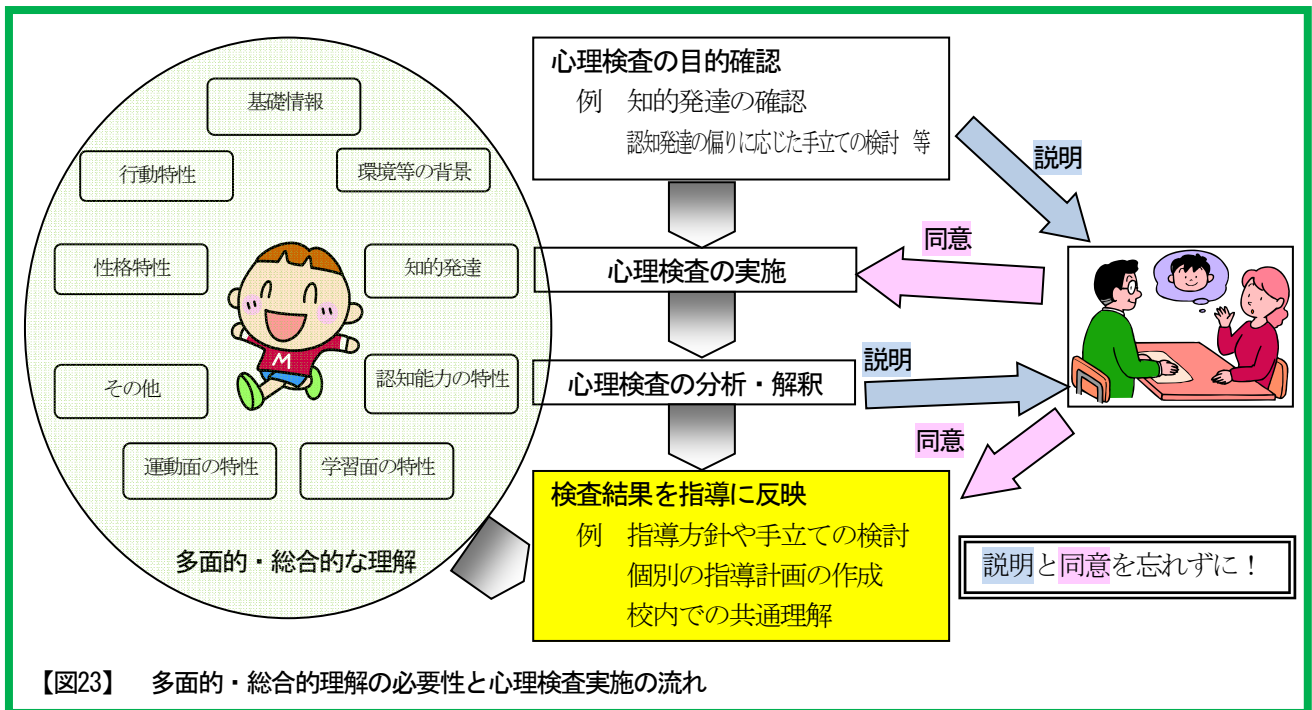 基礎情報
行動特性
環境等の背景
性格特性
知的発達
M
その他
認知能力の特性
運動面の特性
学習面の特性
多面的・総合的な理解
心理検査の目的確認
例 知的発達の確認
認知発達の偏りに応じた手立ての検討 等
説明
同意
心理検査の実施
説明
心理検査の分析・解釈
同意
検査結果を指導に反映
例 指導方針や手立ての検討
個別の指導計画の作成
校内での共通理解
説明と同意を忘れずに!
【図23】 多面的・総合的理解の必要性と心理検査実施の流れ